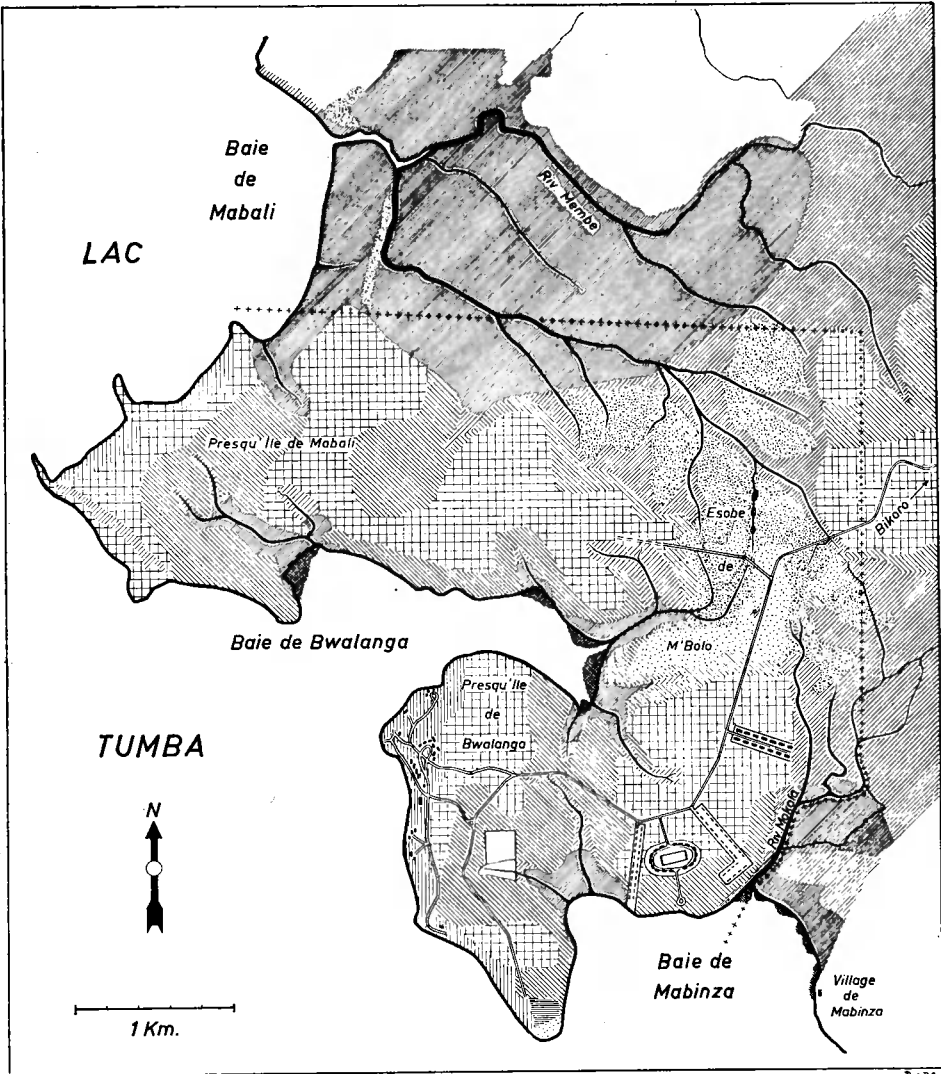 Baie
de
Mabali
LAC
Riv Membe
Presqu'Ile de Mabali
Esobe
de
M'Bolo
Bikoro
Baie de Bwalanga
Presqu'Ile
de
Bwalanga
TUMBA
N
Riv Mokola
Baie de
Mabinza
Village
de
Mabinza
1 Km.